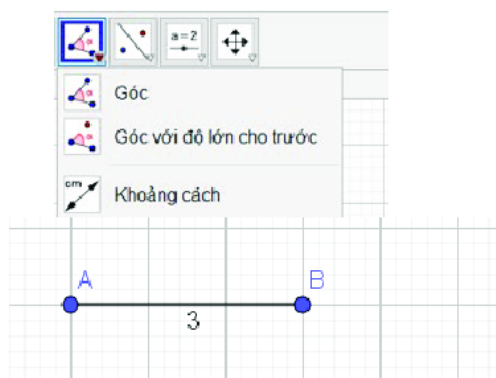 a=2
α
Góc
α
Góc với độ lớn cho trước
cm
Khoảng cách
A
B
3